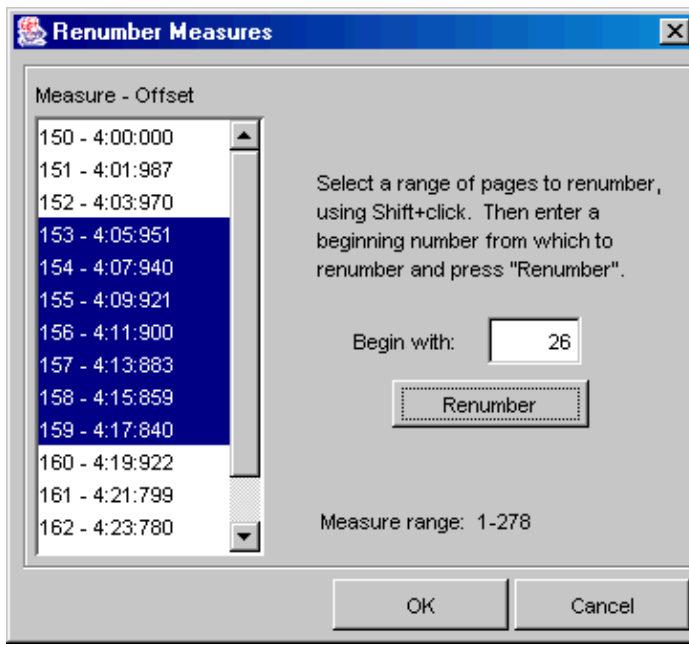 Renumber Measures
Measure - Offset
150 - 4:00:000
151 - 4:01:987
152 - 4:03:970
153 - 4:05:951
154 - 4:07:940
155 - 4:09:921
156 - 4:11:900
157 - 4:13:883
158 - 4:15:859
159 - 4:17:840
160 - 4:19:922
161 - 4:21:799
162 - 4:23:780
Select a range of pages to renumber,
using Shift+click. Then enter a
beginning number from which to
renumber and press "Renumber".
Begin with: 26
Renumber
Measure range: 1-278
OK Cancel